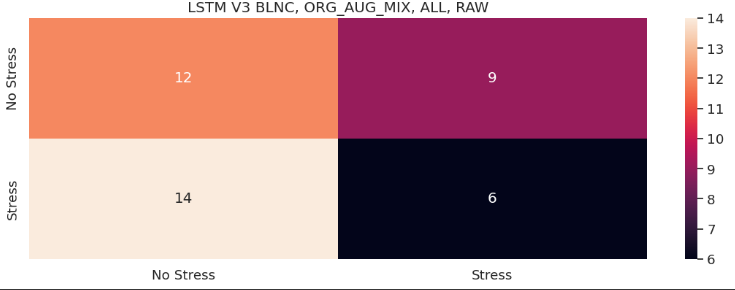 LSTM V3 BLNC, ORG_AUG_MIX, ALL, RAW
No Stress
12
9
Stress
14
6
No Stress
Stress
14
13
12
11
10
9
8
7
6